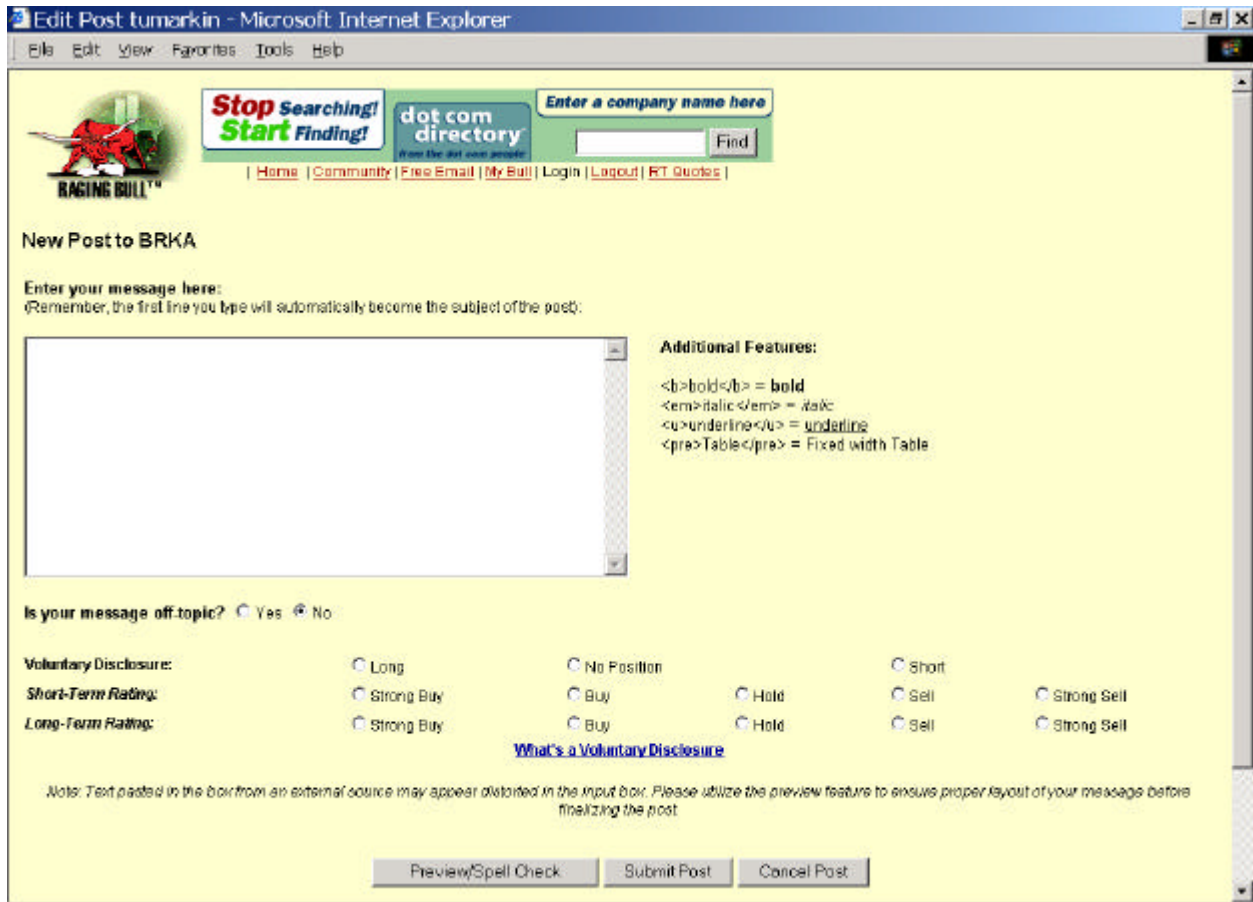 Edit Post tumarkin - Microsoft Internet Explorer
File Edit View Favorites Tools Help
Stop Searching!
Start Finding!
dot com
directory
from the dot com people
Enter a company name here
Find
RAGING BULL™
| Home | Community | Free Email | My Bull | Login | Logout | RT Quotes |
New Post to BRKA
Enter your message here:
(Remember, the first line you type will automatically become the subject of the post):
Additional Features:
<b>bold</b> = bold
<em>italic</em> = italic
<u>underline</u> = underline
<pre>Table</pre> = Fixed width Table
Is your message off-topic? Yes No
Voluntary Disclosure: Long No Position Short
Short-Term Rating: Strong Buy Buy Hold Sell Strong Sell
Long-Term Rating: Strong Buy Buy Hold Sell Strong Sell
What's a Voluntary Disclosure
Note: Text pasted in the box from an external source may appear distorted in the input box. Please utilize the preview feature to ensure proper layout of your message before
finalizing the post
Preview/Spell Check Submit Post Cancel Post